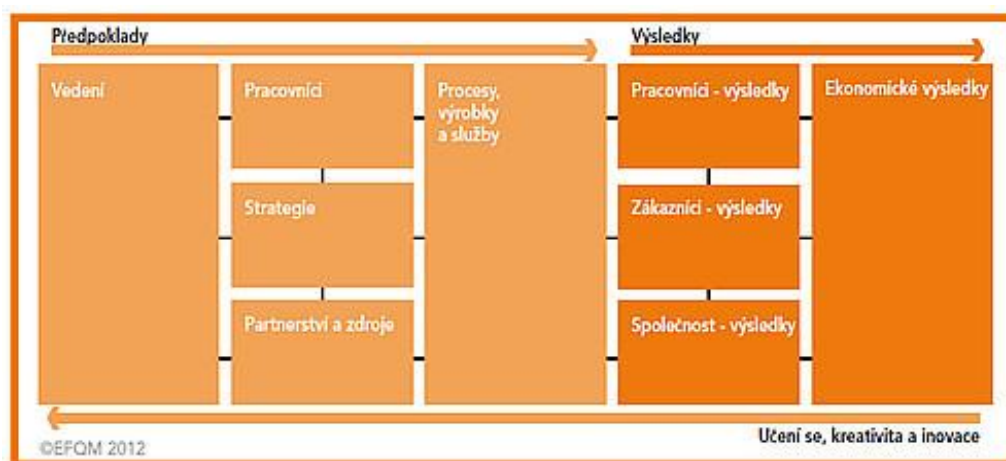 Předpoklady
Výsledky
Vedení
Pracovníci
Procesy,
výrobky
a služby
Pracovníci - výsledky
Ekonomické výsledky
Strategie
Zákazníci - výsledky
Partnerství a zdroje
Společnost - výsledky
Učení se, kreativita a inovace
©EFQM 2012